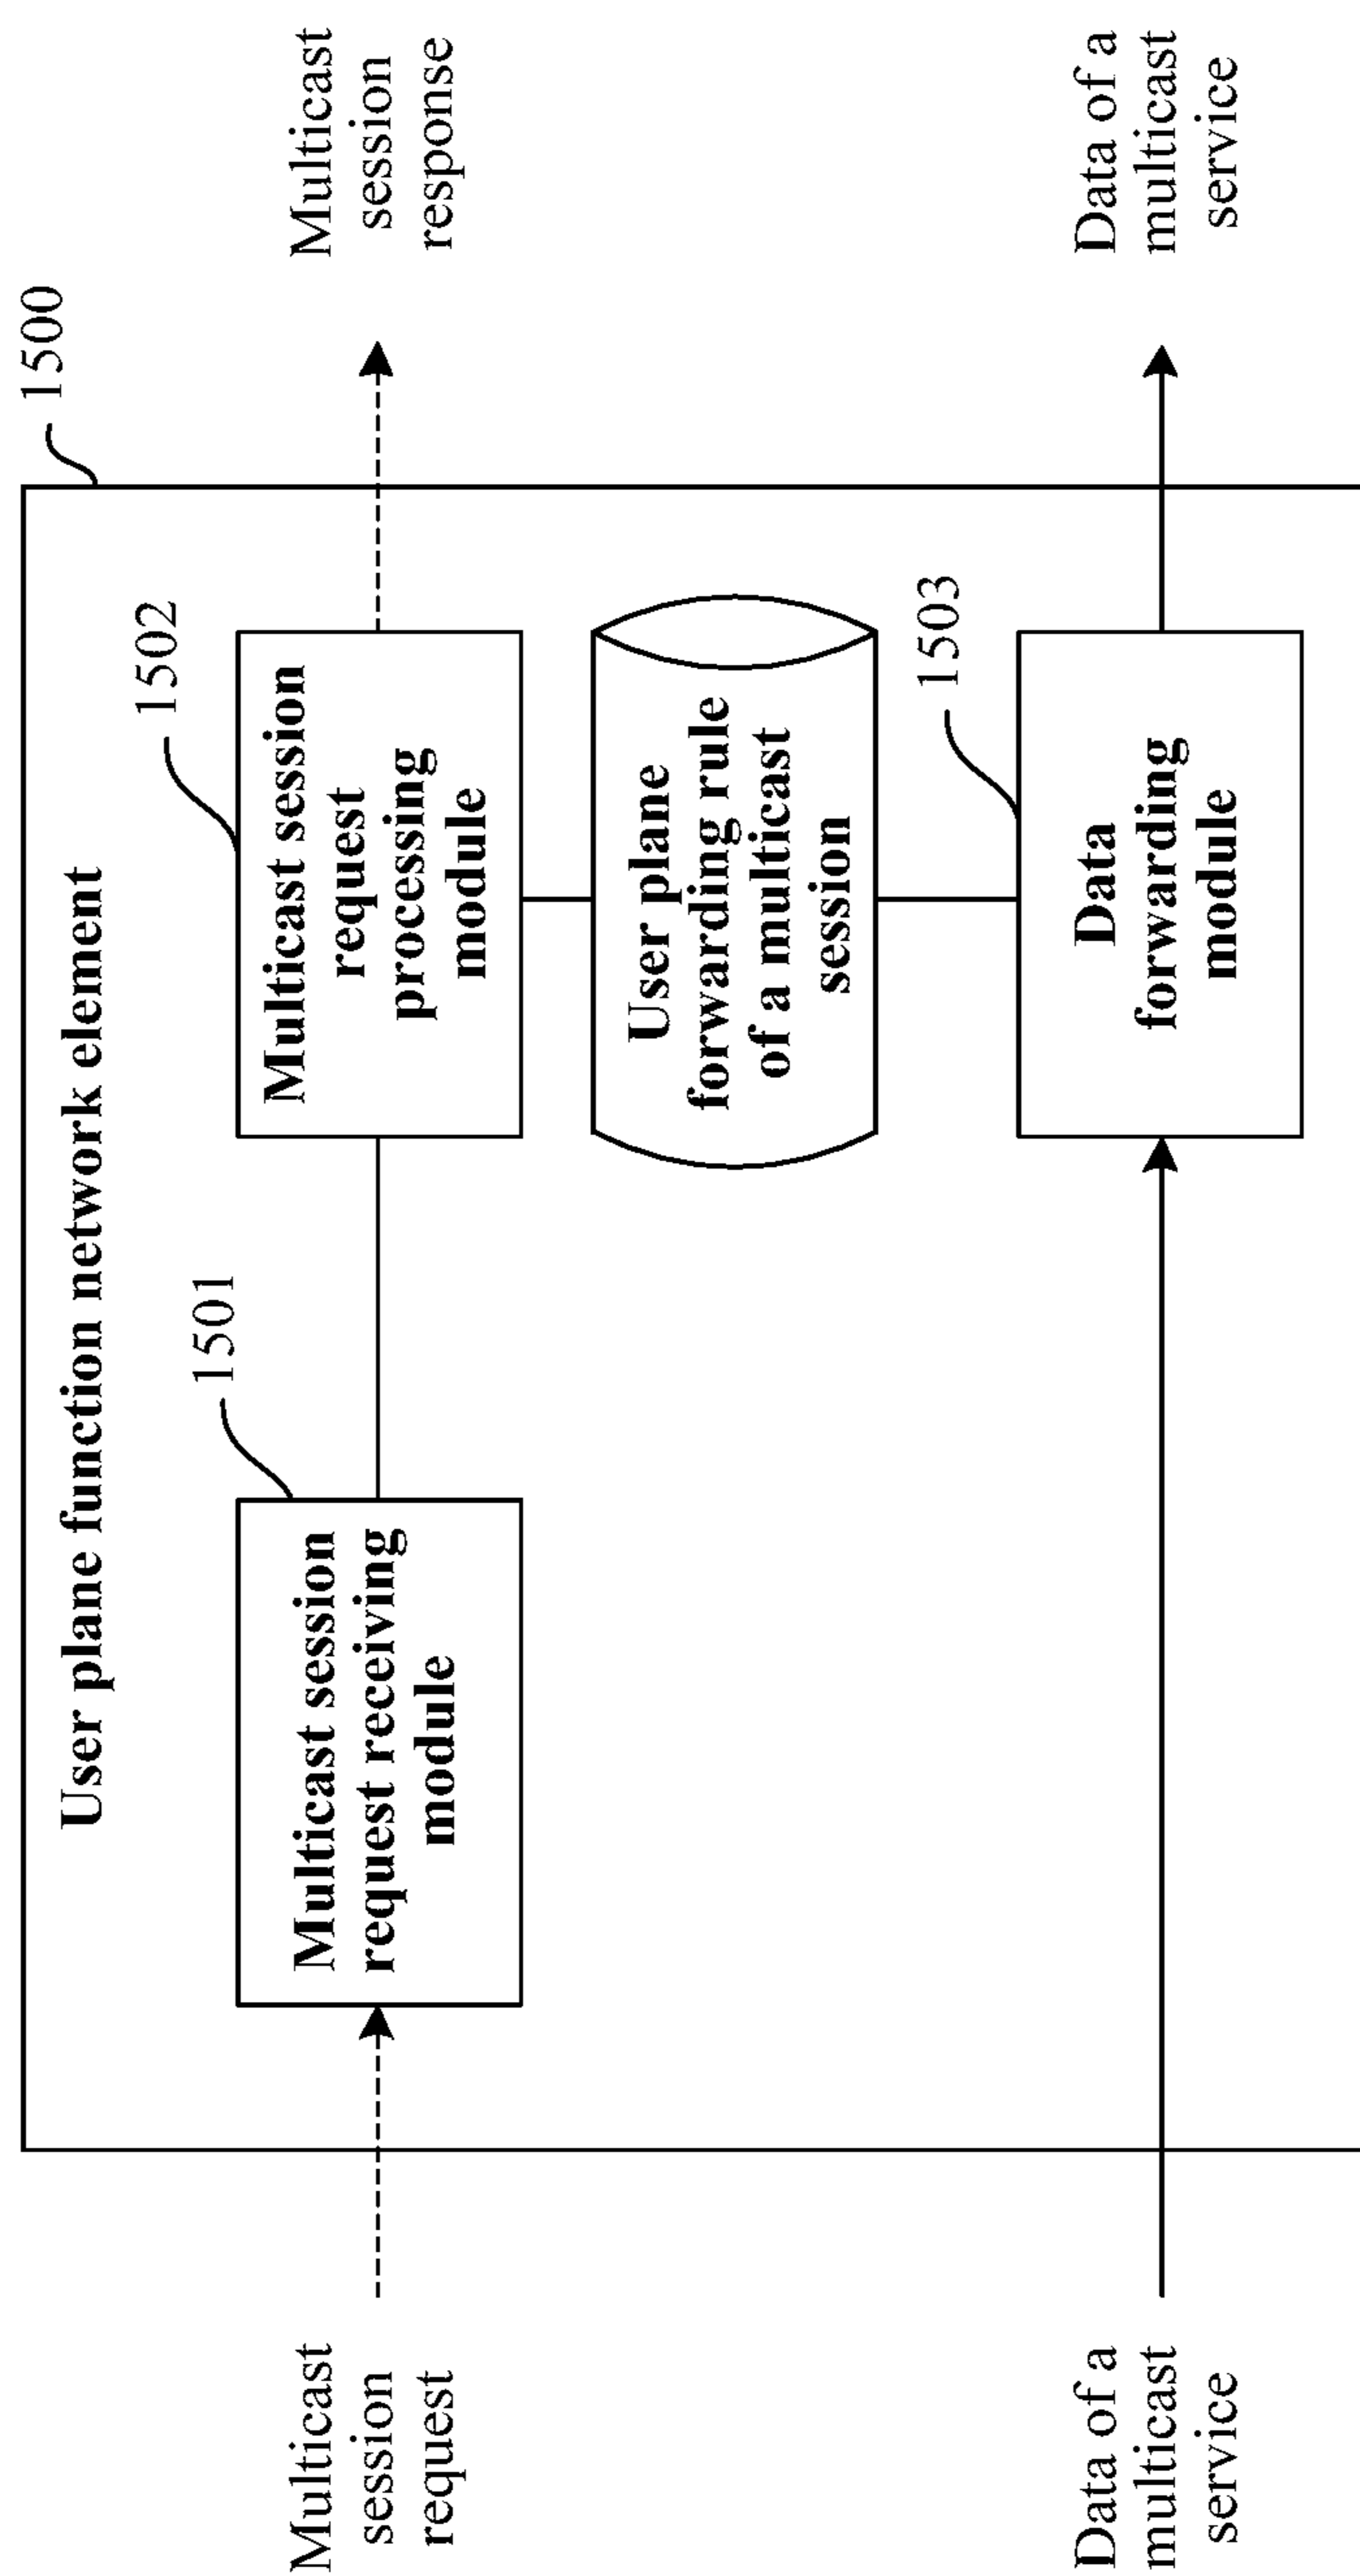 1500
User plane function network element
Multicast
session
request
1501
Multicast session
request receiving
module
1502
Multicast session
request
processing
module
Multicast
session
response
User plane
forwarding rule
of a multicast
session
1503
Data of a
multicast
service
Data
forwarding
module
Data of a
multicast
service